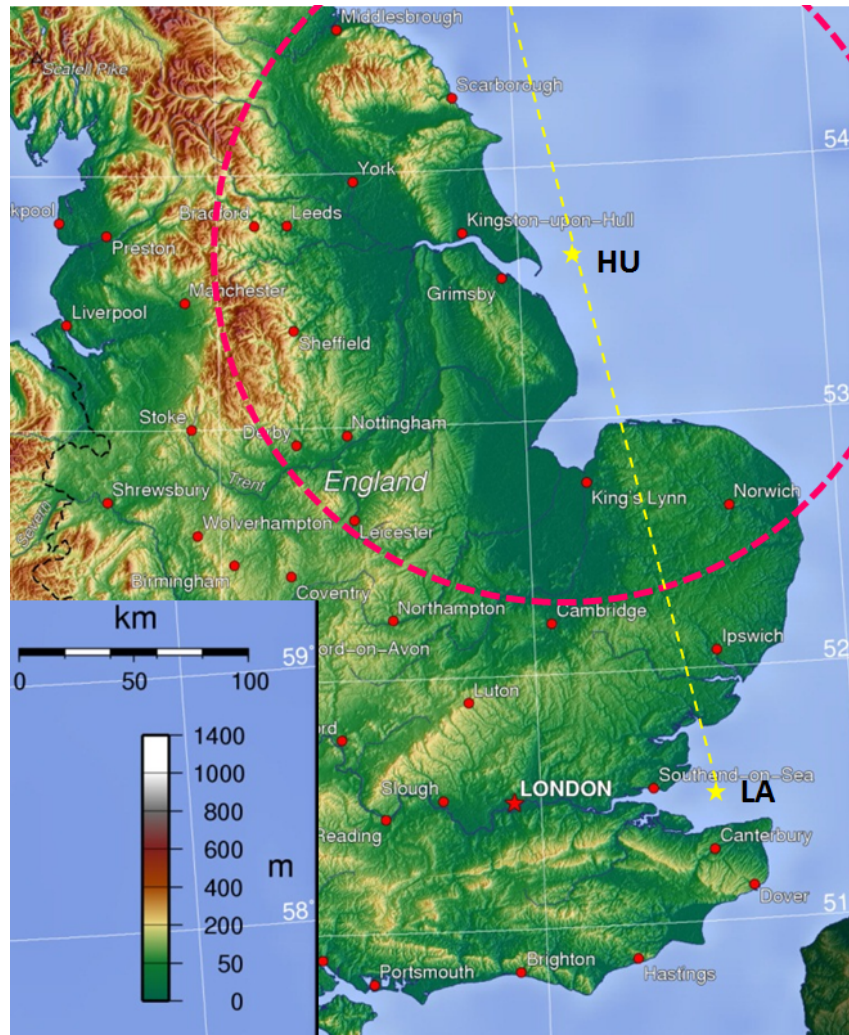 Middlesbrough
Scafell Pike
Scarborough
54
York
kpool
Bradford
Leeds
Kingston-upon-Hull
Preston
HU
Grimsby
Manchester
Liverpool
Sheffield
53
Stoke
Derby
Nottingham
Trent
England
King's Lynn
Norwich
Shrewsbury
Severn
Wolverhampton
Leicester
Birmingham
Coventry
Northampton
Cambridge
km
0 50 100
59°
ord-on-Avon
Ipswich
52
Luton
rd
1400
1000
800
600
400
200
50
0
m
Slough
LONDON
Southend-on-Sea
LA
Reading
Canterbury
Dover
58°
51
Portsmouth
Brighton
Hastings